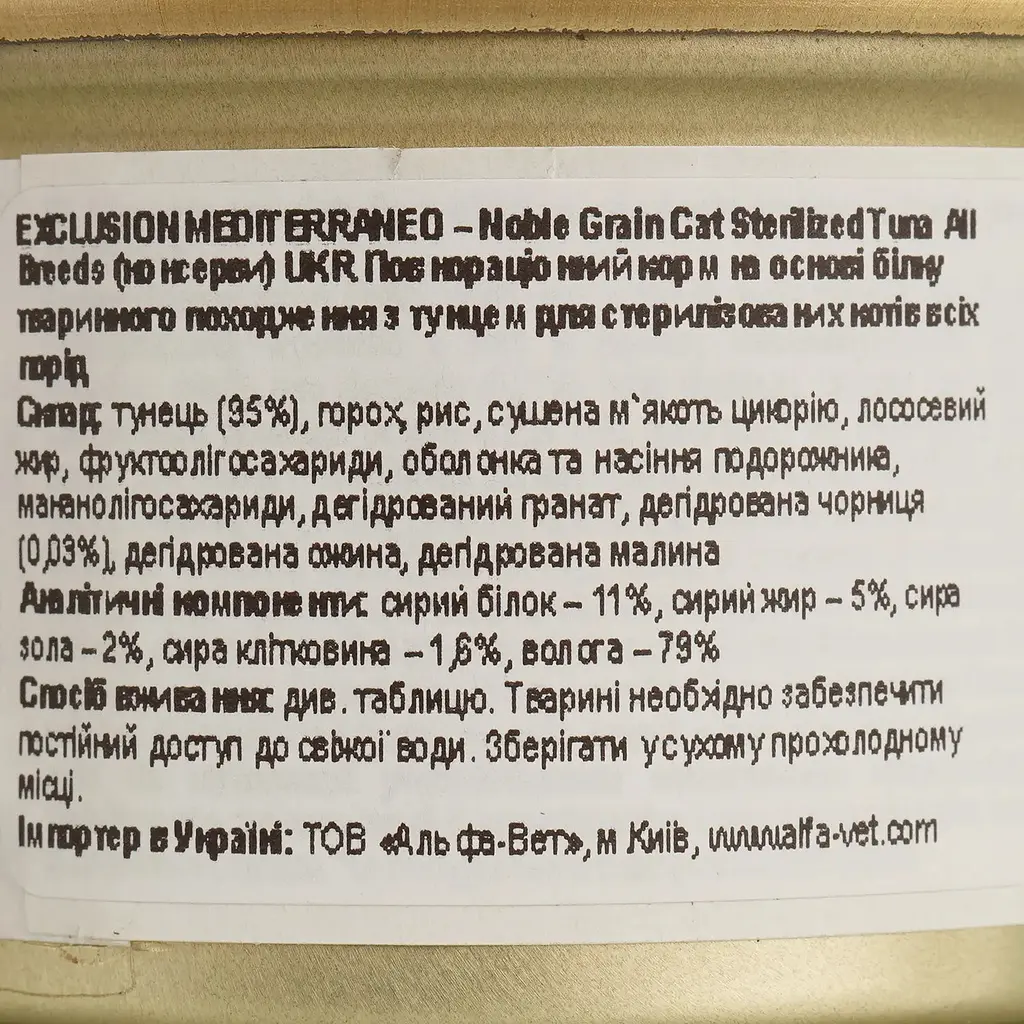 EXCLUSION MEDITERRANEO – Noble Grain Cat Sterilized Tuna All
Breeds (консерви) UKR Повнораціонний корм на основі білку
тваринного походження з тунцем для стерилізованих котів всіх
порід
Склад: тунець (95%), горох, рис, сушена м`якоть цикорію, лососевий
жир, фруктоолігосахариди, оболонка та насіння подорожника,
мананолігосахариди, дегідрований гранат, дегідрована чорниця
(0,03%), дегідрована ожина, дегідрована малина
Аналітичні компоненти: сирий білок – 11%, сирий жир – 5%, сира
зола – 2%, сира клітковина – 1,6%, волога – 79%
Спосіб вживання: див. таблицю. Тварині необхідно забезпечити
постійний доступ до свіжої води. Зберігати у сухому прохолодному
місці.
Імпортер в Україні: ТОВ «Альфа-Вет», м Київ, www.alfa-vet.com